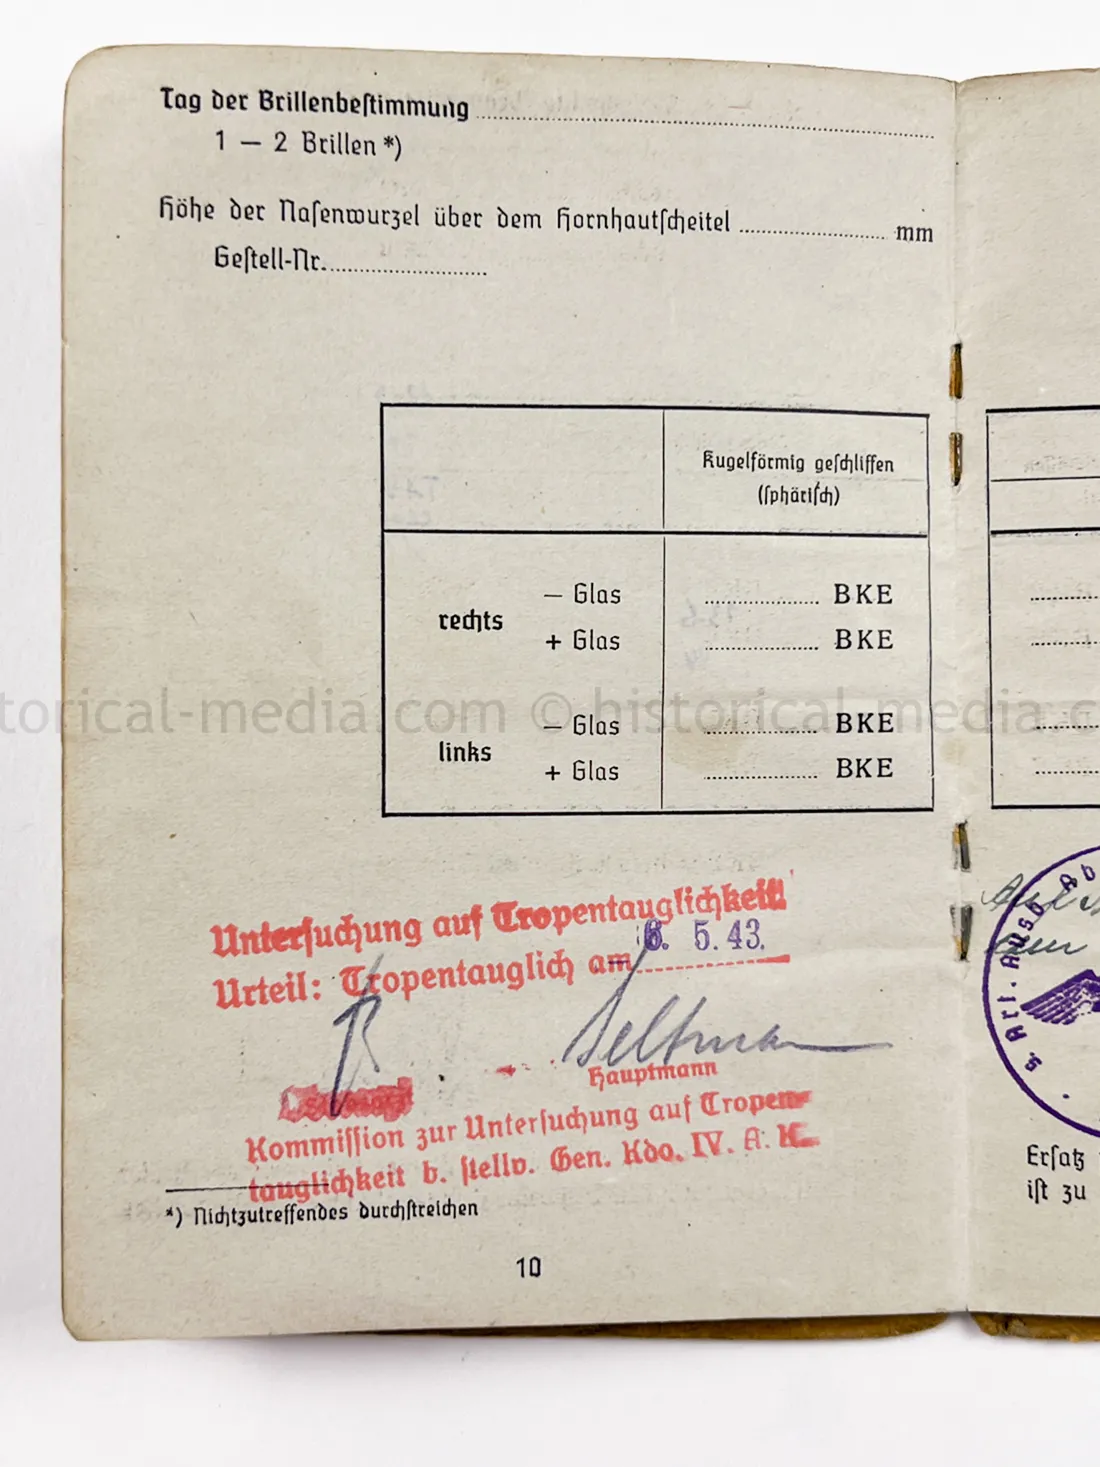 Tag der Brillenbestimmung
1 — 2 Brillen *)
Höhe der Nasenwurzel über dem Hornhautscheitel mm
Gestell-Nr.
Kugelförmig geschliffen
(sphärisch)
rechts
— Glas BKE
+ Glas BKE
links
— Glas BKE
+ Glas BKE
torical-media.com © historical-media.c
Untersuchung auf Tropentauglichkeit!
Urteil: Tropentauglich am 6. 5. 43.
Hauptmann
Kommission zur Untersuchung auf Tropen-
tauglichkeit b. stellv. Gen. Kdo. IV. A. K.
*) Nichtzutreffendes durchstreichen
10
Ersatz
ist zu